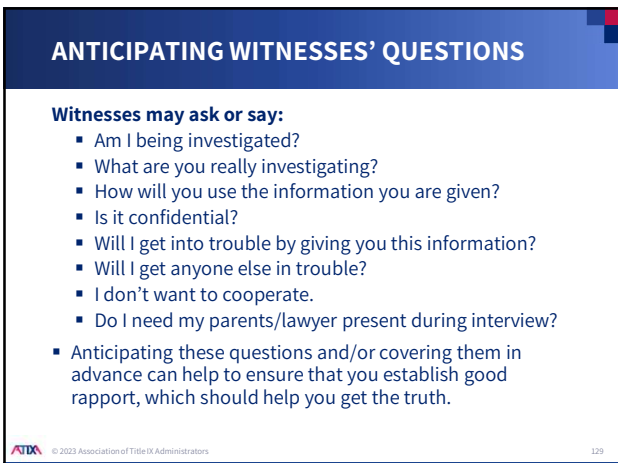 ANTICIPATING WITNESSES’ QUESTIONS
Witnesses may ask or say:
▪ Am I being investigated?
▪ What are you really investigating?
▪ How will you use the information you are given?
▪ Is it confidential?
▪ Will I get into trouble by giving you this information?
▪ Will I get anyone else in trouble?
▪ I don’t want to cooperate.
▪ Do I need my parents/lawyer present during interview?
▪ Anticipating these questions and/or covering them in
advance can help to ensure that you establish good
rapport, which should help you get the truth.
ATIXA © 2023 Association of Title IX Administrators 129